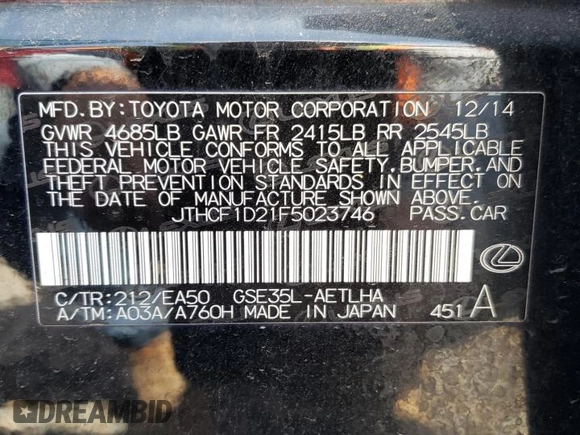 MFD.BY:TOYOTA MOTOR CORPORATION 12/14
GVWR 4685LB GAWR FR 2415LB RR 2545LB
THIS VEHICLE CONFORMS TO ALL APPLICABLE
FEDERAL MOTOR VEHICLE SAFETY,BUMPER,AND
THEFT PREVENTION STANDARDS IN EFFECT ON
THE DATE OF MANUFACTURE SHOWN ABOVE.
JTHCF1D21F5023746 PASS.CAR
C/TR:212/EA50 GSE35L-AETLHA
A/TM:A03A/A760H MADE IN JAPAN 451 A
DREAMBID